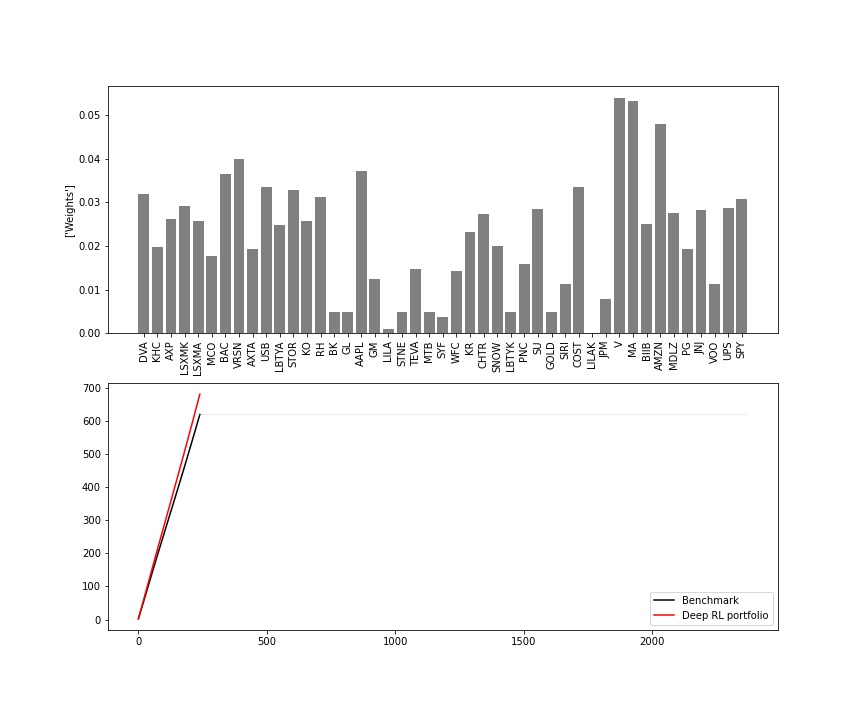 0.05
0.04
0.03
0.02
0.01
0.00
['Weights']
DVA KHC AXP LSXMK LSXMA MCO BAC VRSN AXTA USB LBTYA STOR KO RH BK GL AAPL GM LILA STNE TEVA MTB SYF WFC KR CHTR SNOW LBTYK PNC SU GOLD SIRI COST LILAK JPM V MA BIIB AMZN MDLZ PG JNJ VOO UPS SPY
700
600
500
400
300
200
100
0
0 500 1000 1500 2000
Benchmark
Deep RL portfolio